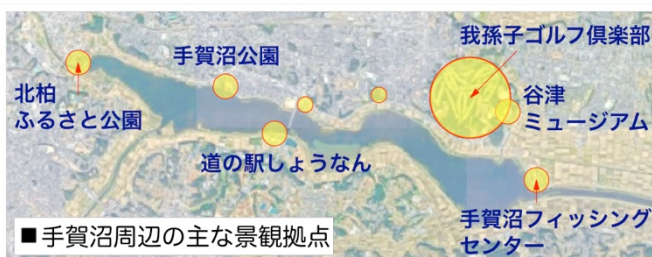 手賀沼公園
我孫子ゴルフ倶楽部
北柏
ふるさと公園
谷津
ミュージアム
道の駅しょうなん
手賀沼フィッシング
センター
■手賀沼周辺の主な景観拠点